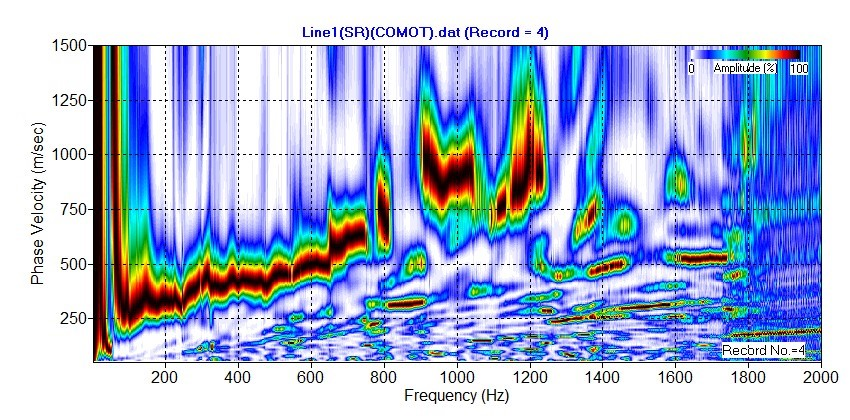 Line1(SR)(COMOT).dat (Record = 4)
1500
0 Amplitude (%) 100
1250
1000
Phase Velocity (m/sec)
750
500
250
Record No.=4
200 400 600 800 1000 1200 1400 1600 1800 2000
Frequency (Hz)